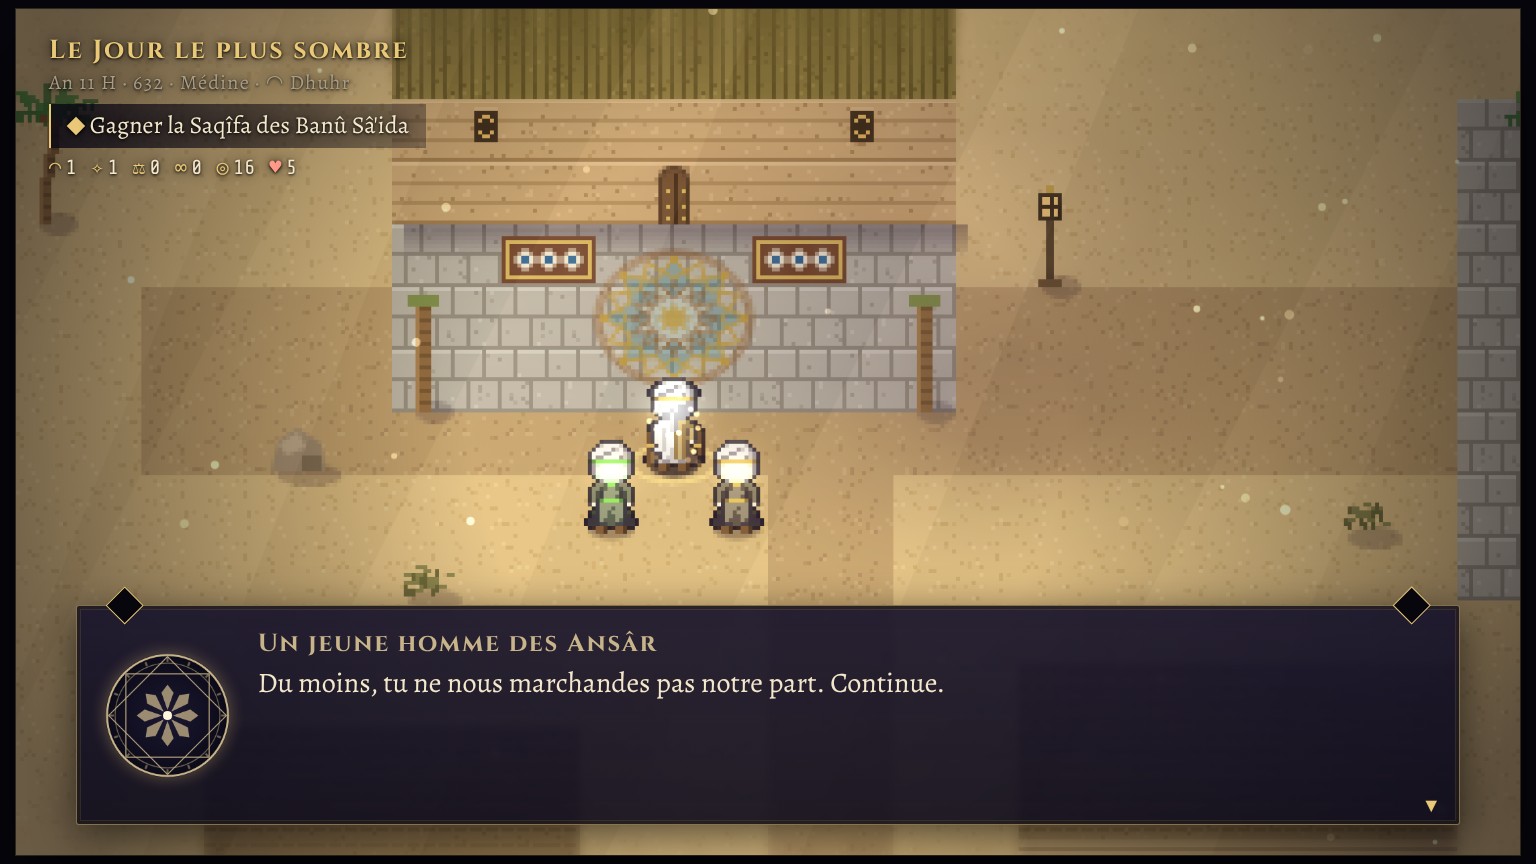 Le Jour le plus sombre
An 11 H · 632 · Médine · ◠ Dhuhr
◆ Gagner la Saqîfa des Banû Sâ'ida
◠1 ✧1 ⚖0 ∞0 ◎16 ♥5
Un jeune homme des Ansâr
Du moins, tu ne nous marchandes pas notre part. Continue.
▼